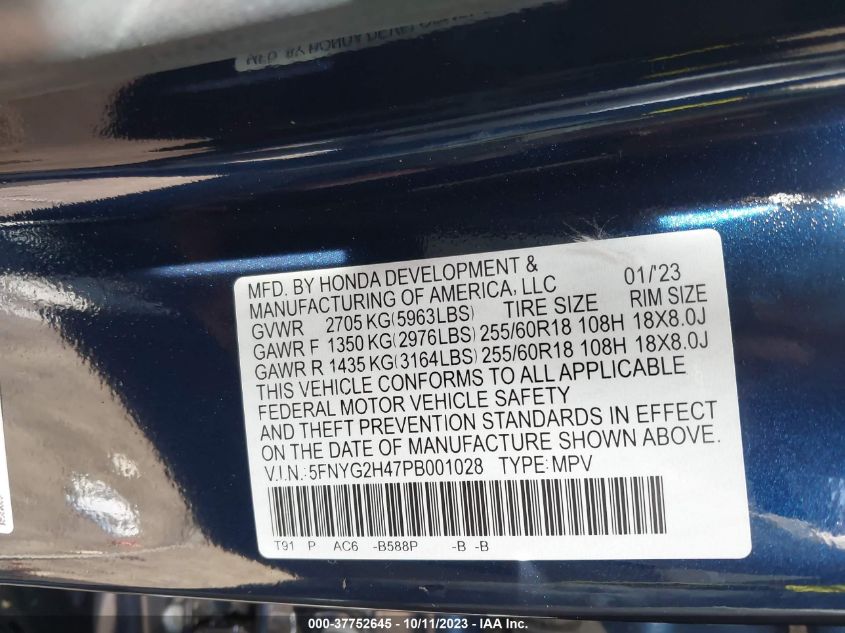 MFD. BY HONDA DEVELOPMENT & 01/'23
MANUFACTURING OF AMERICA, LLC
GVWR 2705 KG(5963LBS) TIRE SIZE RIM SIZE
GAWR F 1350 KG(2976LBS) 255/60R18 108H 18X8.0J
GAWR R 1435 KG(3164LBS) 255/60R18 108H 18X8.0J
THIS VEHICLE CONFORMS TO ALL APPLICABLE
FEDERAL MOTOR VEHICLE SAFETY
AND THEFT PREVENTION STANDARDS IN EFFECT
ON THE DATE OF MANUFACTURE SHOWN ABOVE.
V.I.N.: 5FNYG2H47PB001028 TYPE: MPV
T91 P AC6 -B588P -B -B
000-37752645 - 10/11/2023 - IAA Inc.